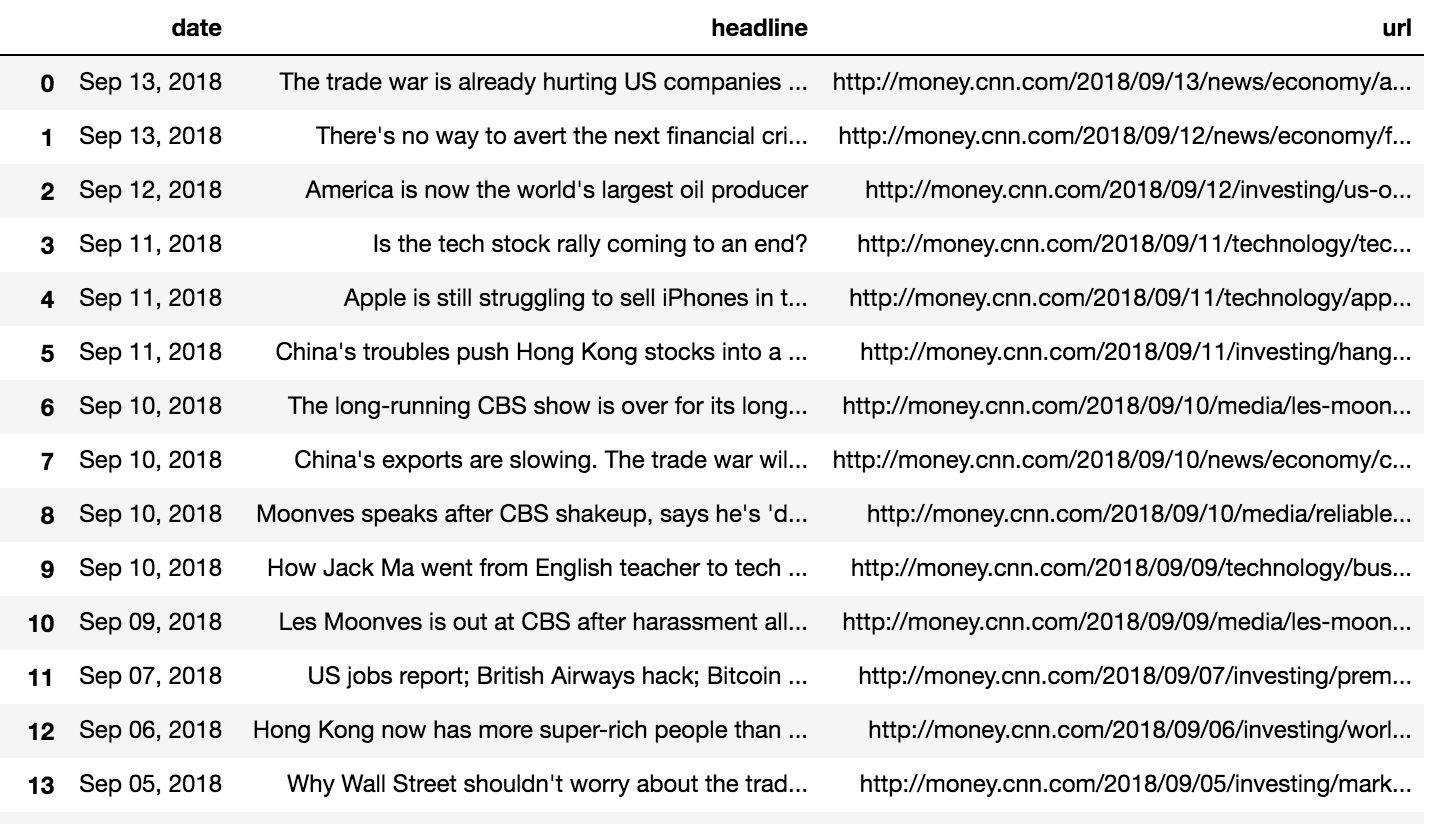 date headline url
0 Sep 13, 2018 The trade war is already hurting US companies ... http://money.cnn.com/2018/09/13/news/economy/a...
1 Sep 13, 2018 There's no way to avert the next financial cri... http://money.cnn.com/2018/09/12/news/economy/f...
2 Sep 12, 2018 America is now the world's largest oil producer http://money.cnn.com/2018/09/12/investing/us-o...
3 Sep 11, 2018 Is the tech stock rally coming to an end? http://money.cnn.com/2018/09/11/technology/tec...
4 Sep 11, 2018 Apple is still struggling to sell iPhones in t... http://money.cnn.com/2018/09/11/technology/app...
5 Sep 11, 2018 China's troubles push Hong Kong stocks into a ... http://money.cnn.com/2018/09/11/investing/hang...
6 Sep 10, 2018 The long-running CBS show is over for its long... http://money.cnn.com/2018/09/10/media/les-moon...
7 Sep 10, 2018 China's exports are slowing. The trade war wil... http://money.cnn.com/2018/09/10/news/economy/c...
8 Sep 10, 2018 Moonves speaks after CBS shakeup, says he's 'd... http://money.cnn.com/2018/09/10/media/reliable...
9 Sep 10, 2018 How Jack Ma went from English teacher to tech ... http://money.cnn.com/2018/09/09/technology/bus...
10 Sep 09, 2018 Les Moonves is out at CBS after harassment all... http://money.cnn.com/2018/09/09/media/les-moon...
11 Sep 07, 2018 US jobs report; British Airways hack; Bitcoin ... http://money.cnn.com/2018/09/07/investing/prem...
12 Sep 06, 2018 Hong Kong now has more super-rich people than ... http://money.cnn.com/2018/09/06/investing/worl...
13 Sep 05, 2018 Why Wall Street shouldn't worry about the trad... http://money.cnn.com/2018/09/05/investing/mark...